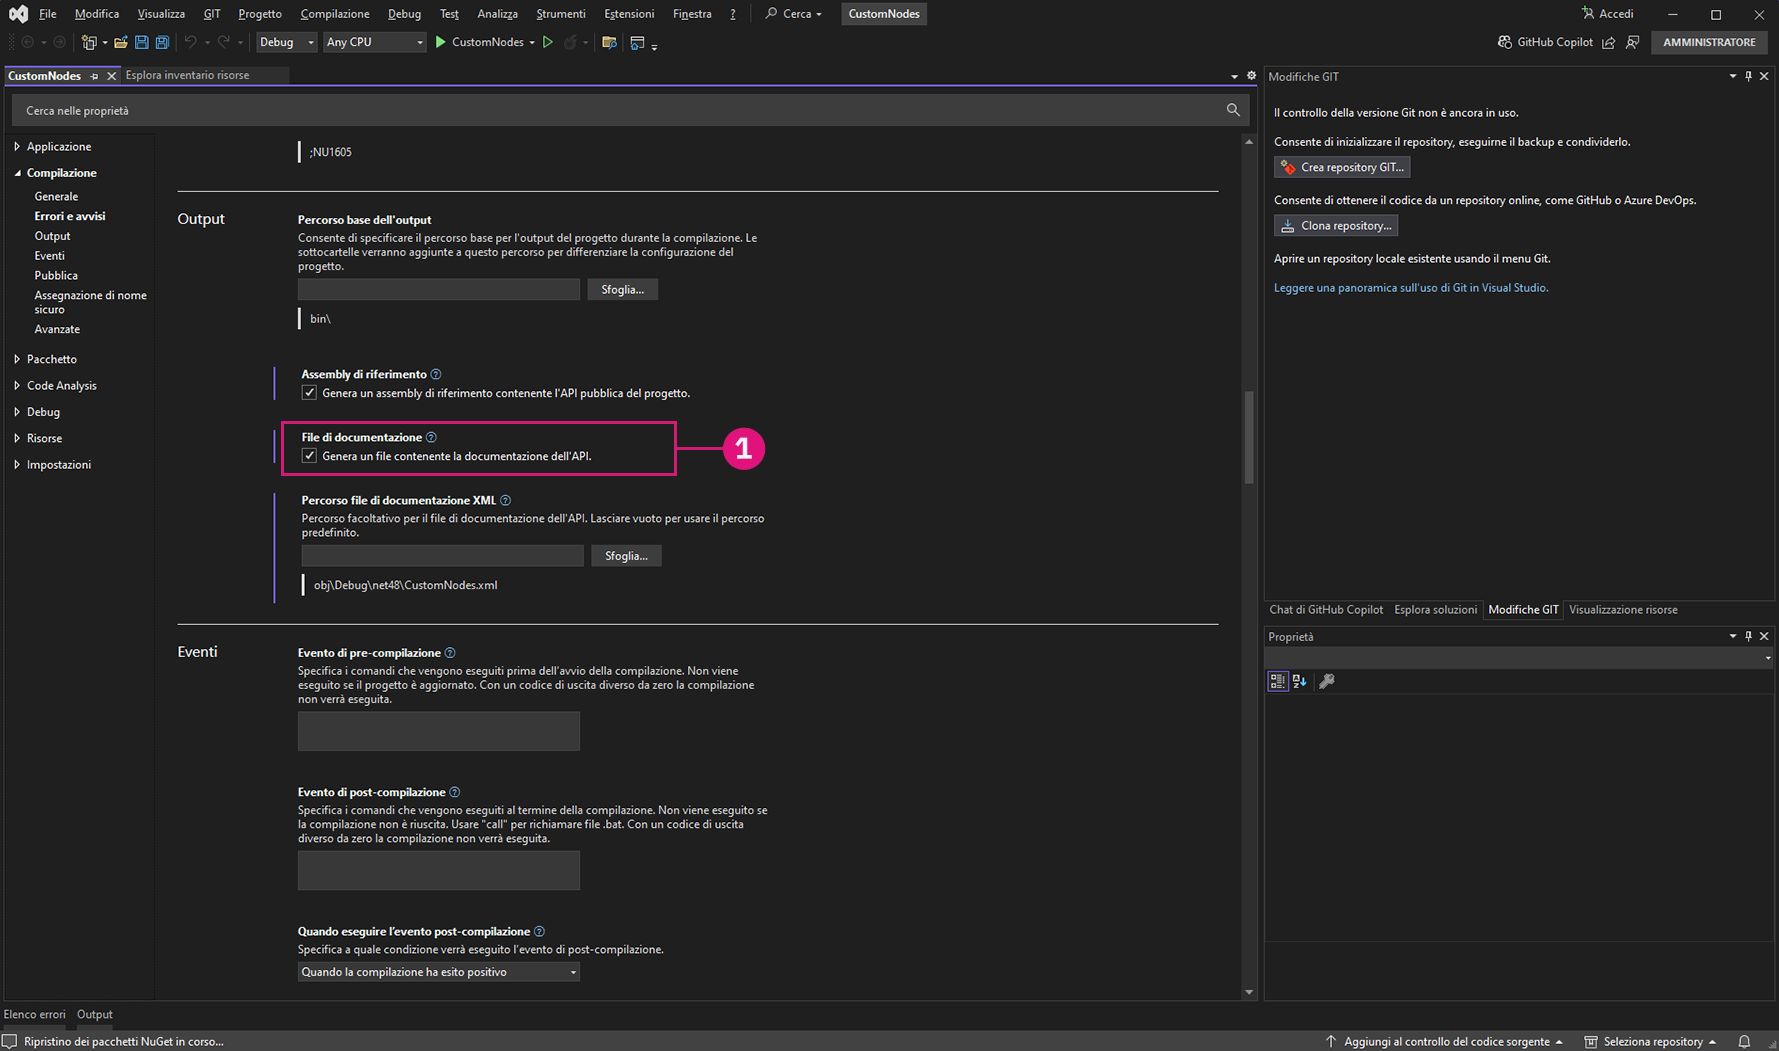 File Modifica Visualizza GIT Progetto Compilazione Debug Test Analizza Strumenti Estensioni Finestra ? Cerca CustomNodes Accedi
Debug Any CPU CustomNodes GitHub Copilot AMMINISTRATORE
CustomNodes Esplora inventario risorse
Cerca nelle proprietà
Applicazione
Compilazione
Generale
Errori e avvisi
Output
Eventi
Pubblica
Assegnazione di nome
sicuro
Avanzate
Pacchetto
Code Analysis
Debug
Risorse
Impostazioni
;NU1605
Output
Percorso base dell'output
Consente di specificare il percorso base per l'output del progetto durante la compilazione. Le
sottocartelle verranno aggiunte a questo percorso per differenziare la configurazione del
progetto.
Sfoglia...
bin\
Assembly di riferimento
Genera un assembly di riferimento contenente l'API pubblica del progetto.
File di documentazione
Genera un file contenente la documentazione dell'API.
1
Percorso file di documentazione XML
Percorso facoltativo per il file di documentazione dell'API. Lasciare vuoto per usare il percorso
predefinito.
Sfoglia...
obj\Debug\net48\CustomNodes.xml
Eventi
Evento di pre-compilazione
Specifica i comandi che vengono eseguiti prima dell'avvio della compilazione. Non viene
eseguito se il progetto è aggiornato. Con un codice di uscita diverso da zero la compilazione
non verrà eseguita.
Evento di post-compilazione
Specifica i comandi che vengono eseguiti al termine della compilazione. Non viene eseguito se
la compilazione non è riuscita. Usare "call" per richiamare file .bat. Con un codice di uscita
diverso da zero la compilazione non verrà eseguita.
Quando eseguire l'evento post-compilazione
Specifica a quale condizione verrà eseguito l'evento di post-compilazione.
Quando la compilazione ha esito positivo
Modifiche GIT
Il controllo della versione Git non è ancora in uso.
Consente di inizializzare il repository, eseguirne il backup e condividerlo.
Crea repository GIT...
Consente di ottenere il codice da un repository online, come GitHub o Azure DevOps.
Clona repository...
Aprire un repository locale esistente usando il menu Git.
Leggere una panoramica sull'uso di Git in Visual Studio.
Chat di GitHub Copilot Esplora soluzioni Modifiche GIT Visualizzazione risorse
Proprietà
Elenco errori Output
Ripristino dei pacchetti NuGet in corso... Aggiungi al controllo del codice sorgente Seleziona repository